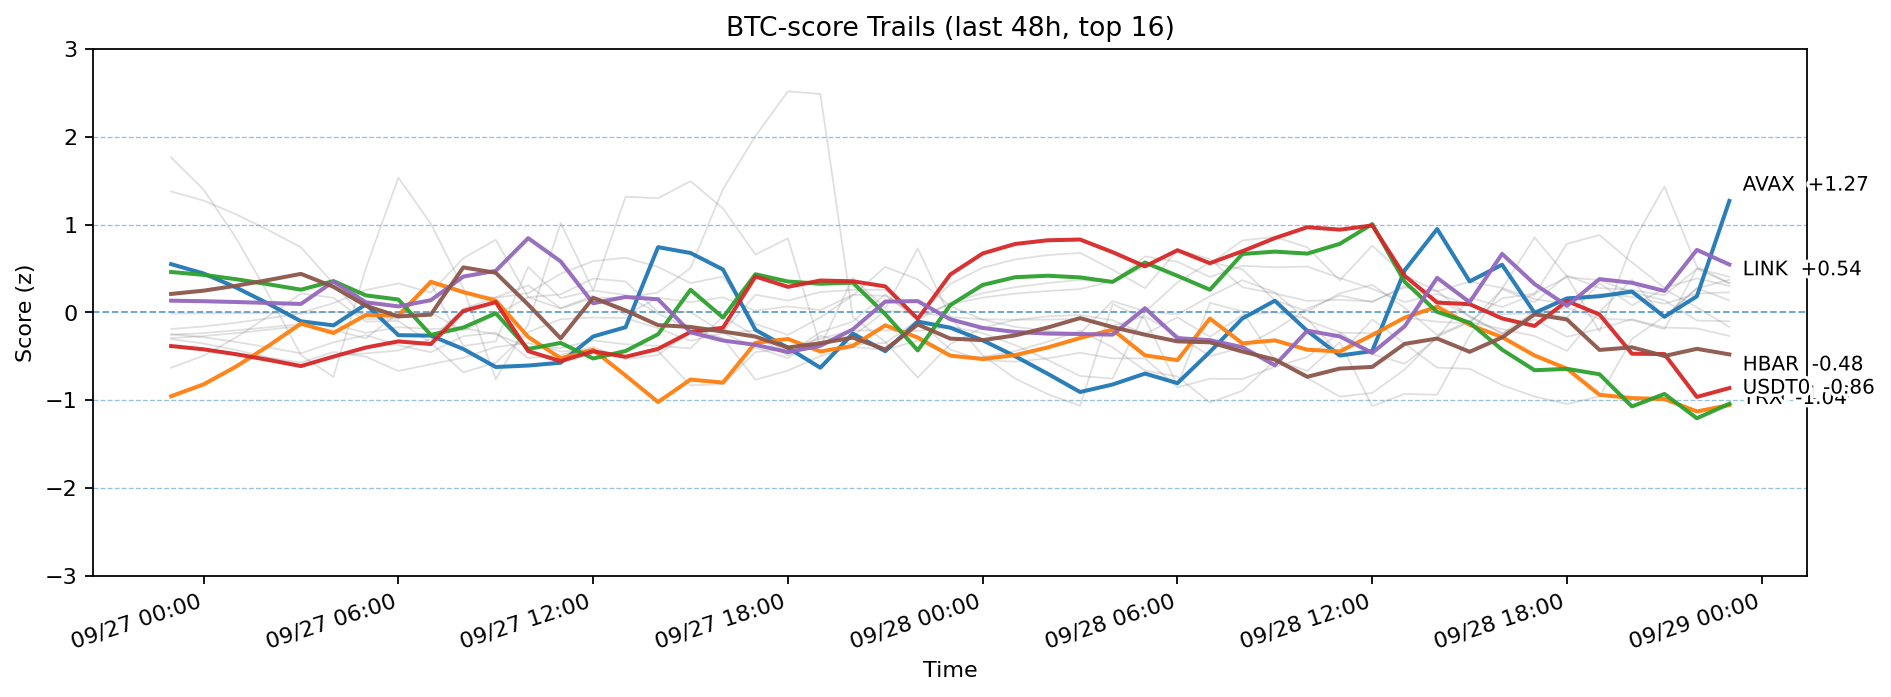 BTC-score Trails (last 48h, top 16)
Score (z)
3
2
1
0
−1
−2
−3
AVAX +1.27
LINK +0.54
HBAR -0.48
USDT0 -0.86
TRX -1.04
09/27 00:00
09/27 06:00
09/27 12:00
09/27 18:00
09/28 00:00
09/28 06:00
09/28 12:00
09/28 18:00
09/29 00:00
Time